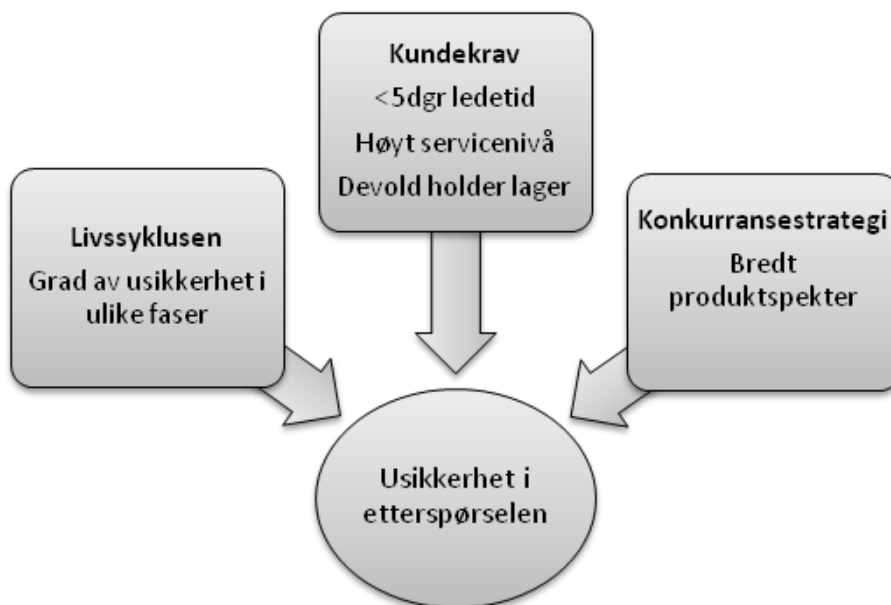 Kundekrav
<5dgr ledetid
Høyt servicenivå
Devold holder lager
Livssyklusen
Grad av usikkerhet i
ulike faser
Konkurransestrategi
Bredt
produktspekter
Usikkerhet i
etterspørselen